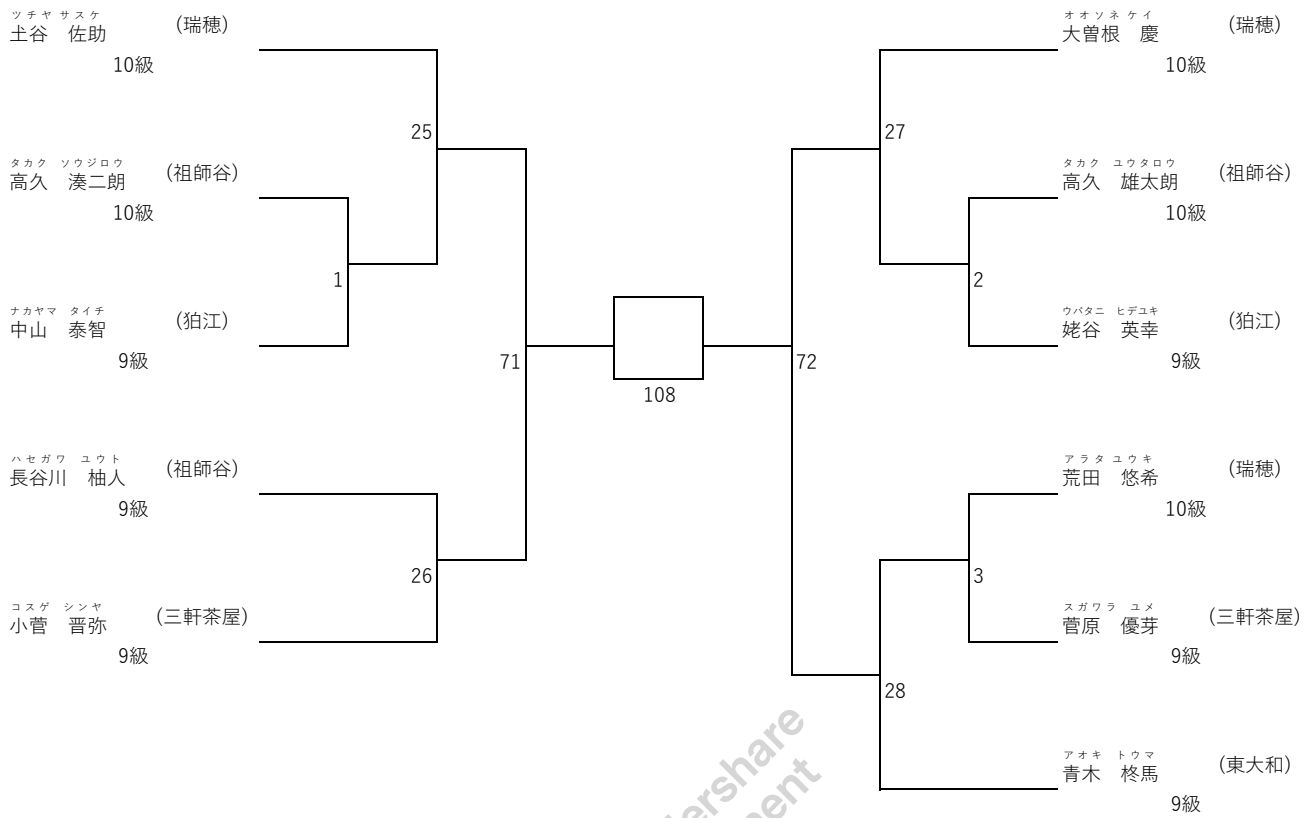 ツチヤ サスケ
土谷　佐助 (瑞穂)
10級
タカク　ソウジロウ
高久　湊二朗 (祖師谷)
10級
ナカヤマ　タイチ
中山　泰智 (狛江)
9級
ハセガワ　ユウト
長谷川　柚人 (祖師谷)
9級
コスゲ　シンヤ
小菅　晋弥 (三軒茶屋)
9級
25
1
71
26
108
27
2
72
3
28
オオソネ ケイ
大曽根　慶 (瑞穂)
10級
タカク　ユウタロウ
高久　雄太朗 (祖師谷)
10級
ウバタニ　ヒデユキ
姥谷　英幸 (狛江)
9級
アラタ ユウキ
荒田　悠希 (瑞穂)
10級
スガワラ　ユメ
菅原　優芽 (三軒茶屋)
9級
アオキ　トウマ
青木　柊馬 (東大和)
9級